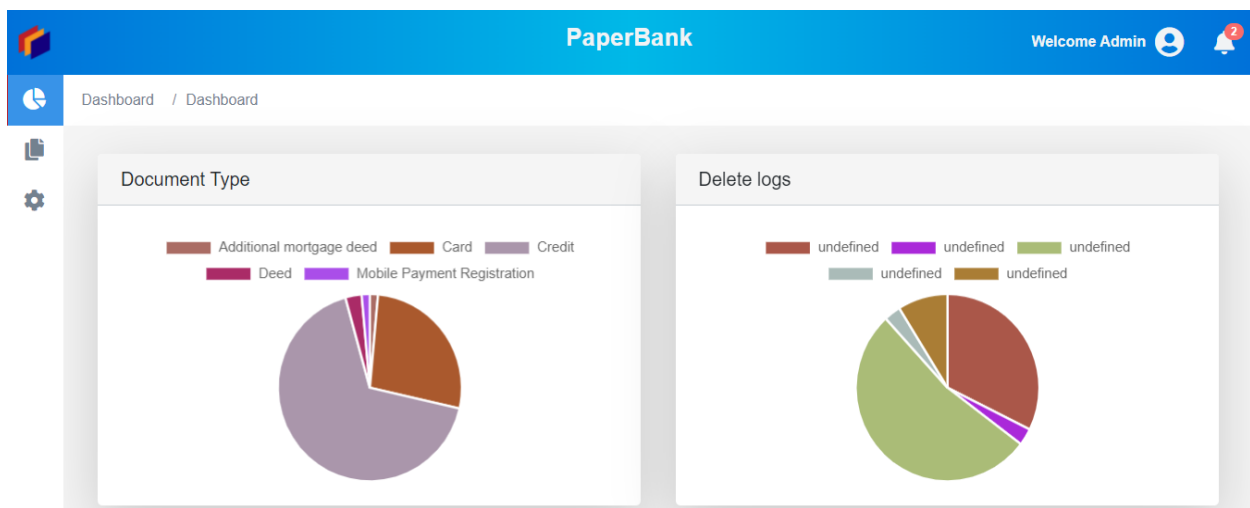 PaperBank
Welcome Admin
2
Dashboard / Dashboard
Document Type
Additional mortgage deed Card Credit
Deed Mobile Payment Registration
Delete logs
undefined undefined undefined
undefined undefined